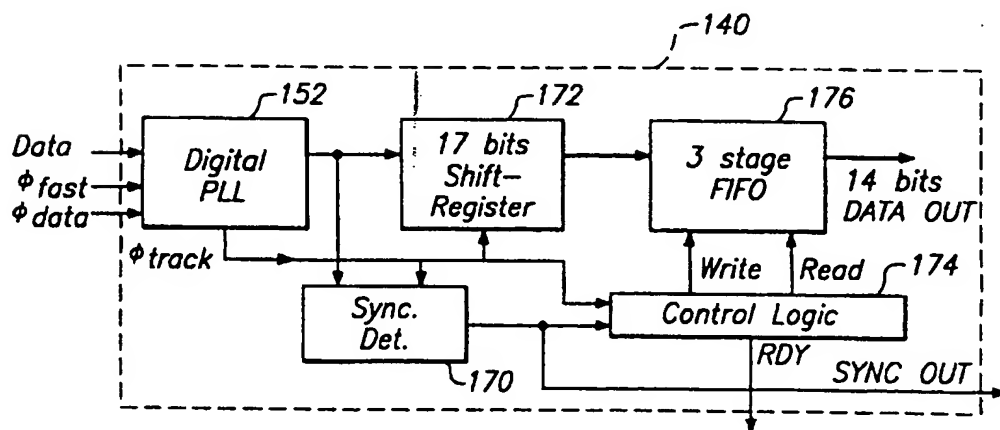 140
152
172
176
Data
Φfast
Φdata
Digital
PLL
17 bits
Shift-
Register
3 stage
FIFO
14 bits
DATA OUT
Φtrack
Write
Read
174
Sync.
Det.
Control Logic
170
RDY
SYNC OUT